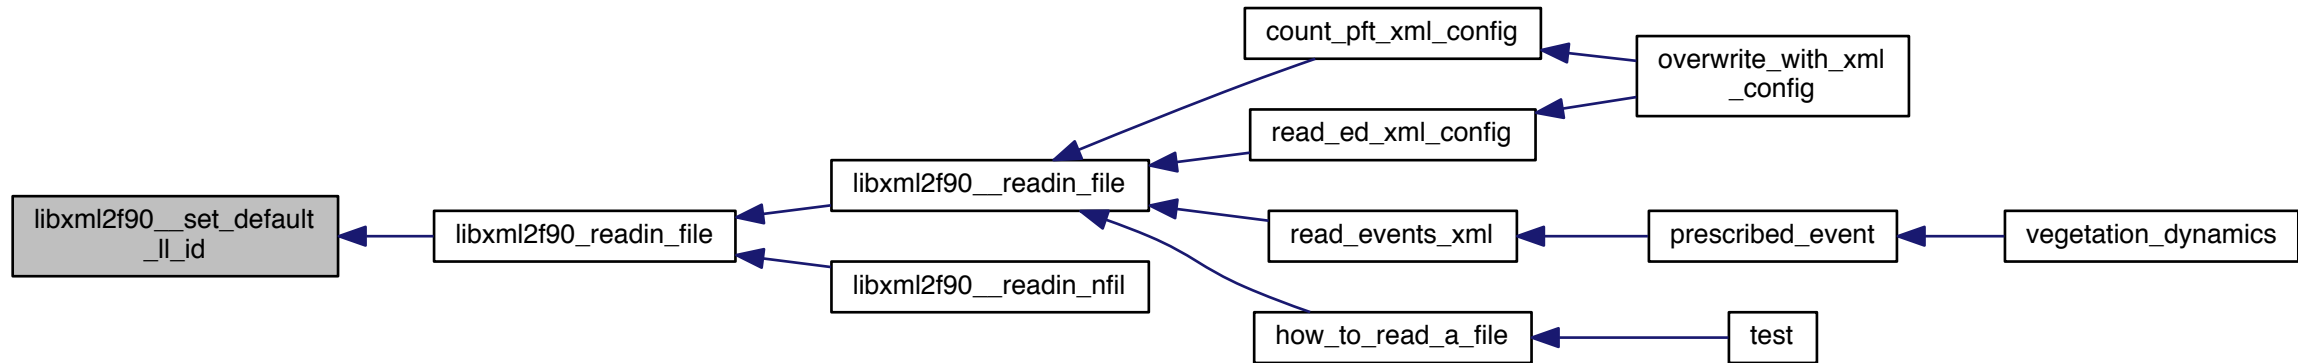 libxml2f90__set_default
_ll_id
libxml2f90_readin_file
libxml2f90__readin_file
libxml2f90__readin_nfil
count_pft_xml_config
read_ed_xml_config
read_events_xml
how_to_read_a_file
overwrite_with_xml
_config
prescribed_event
test
vegetation_dynamics